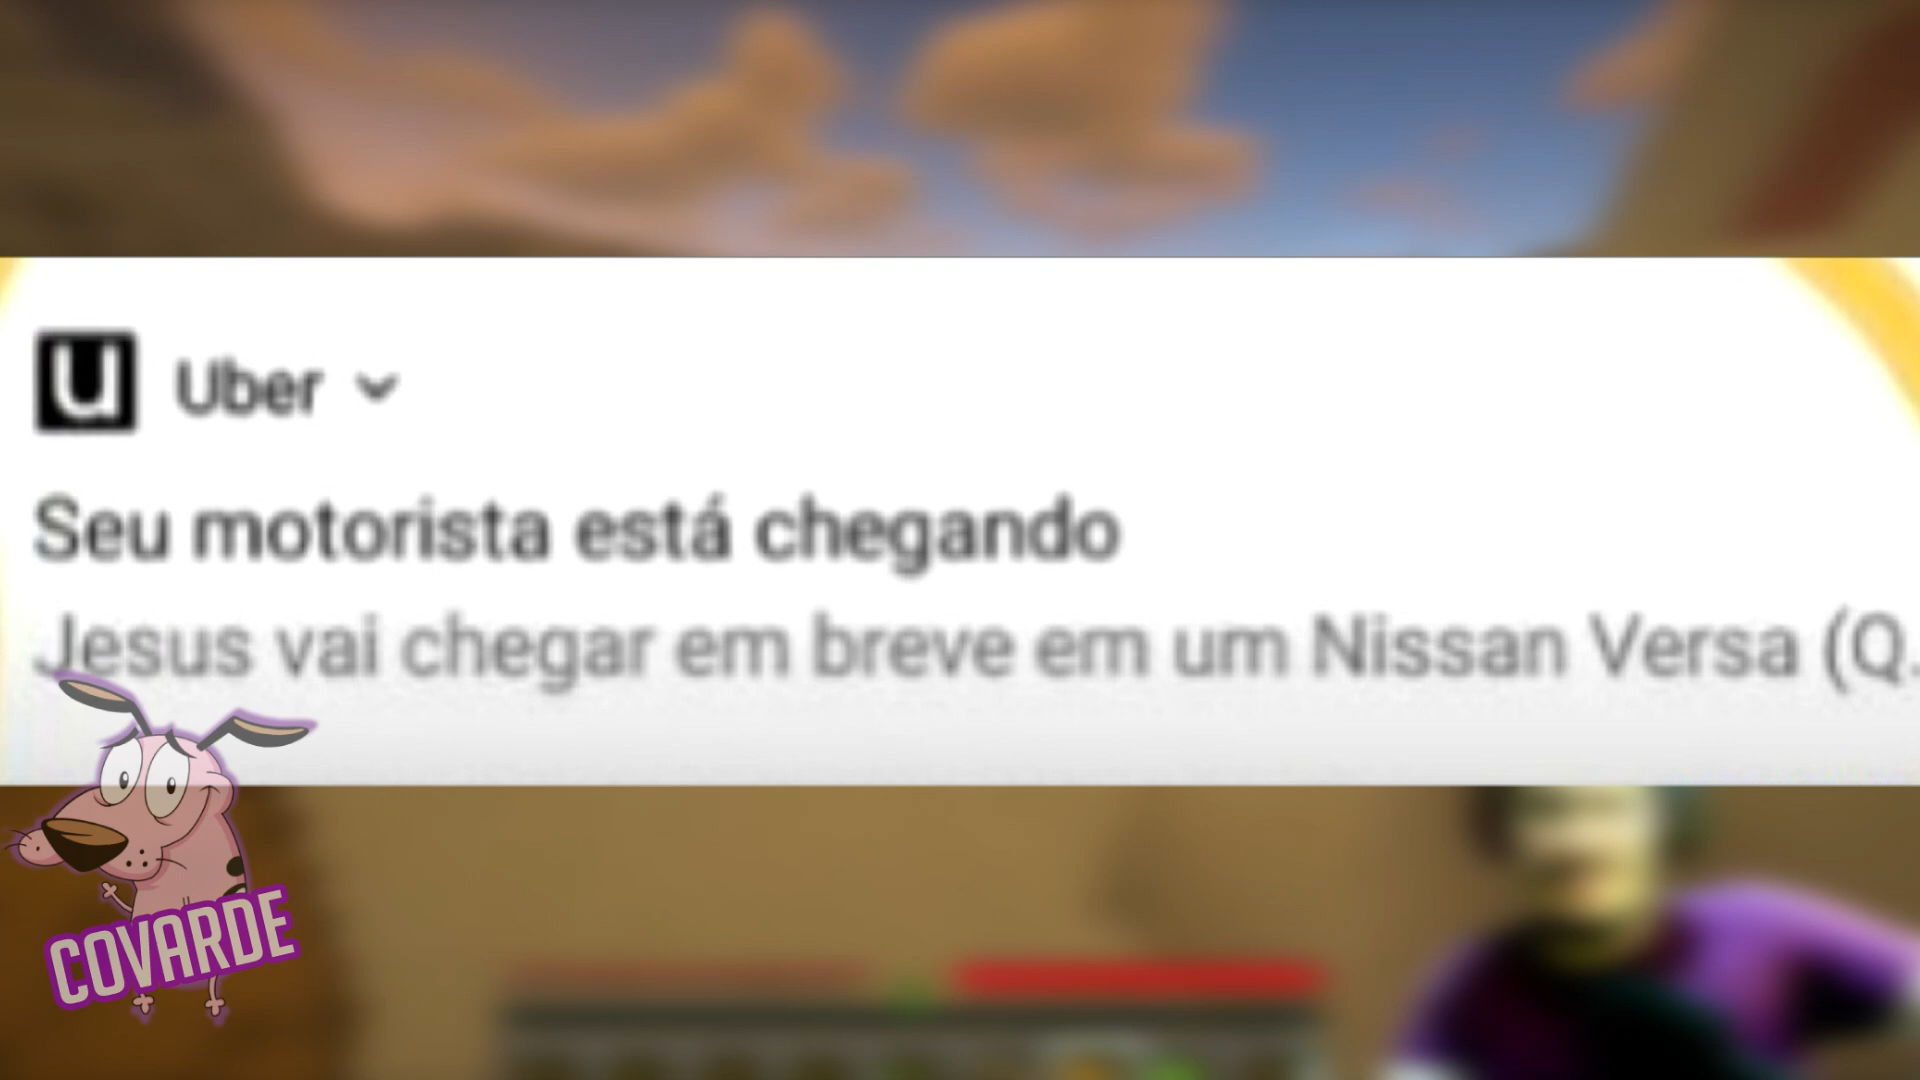 U Uber
Seu motorista está chegando
Jesus vai chegar em breve em um Nissan Versa (Q.
COVARDE